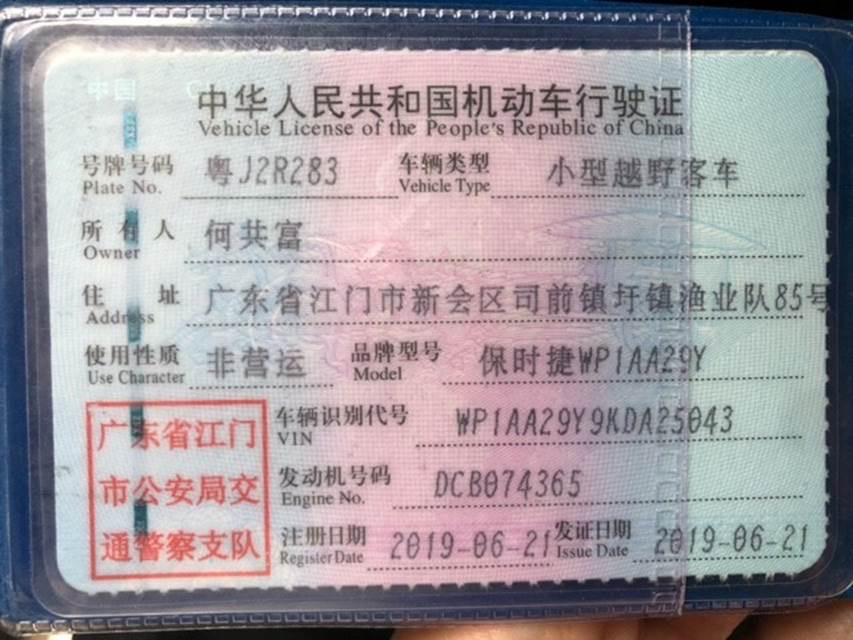 中华人民共和国机动车行驶证
Vehicle License of the People's Republic of China
号牌号码 粤J2R283 车辆类型 小型越野客车
Plate No. Vehicle Type
所有人 何共富
Owner
住址 广东省江门市新会区司前镇圩镇渔业队85号
Address
使用性质 非营运 品牌型号 保时捷WP1AA29Y
Use Character Model
广东省江门
市公安局交
通警察支队
车辆识别代号 WP1AA29Y9KDA25043
VIN
发动机号码 DCB074365
Engine No.
注册日期 2019-06-21 发证日期 2019-06-21
Register Date Issue Date